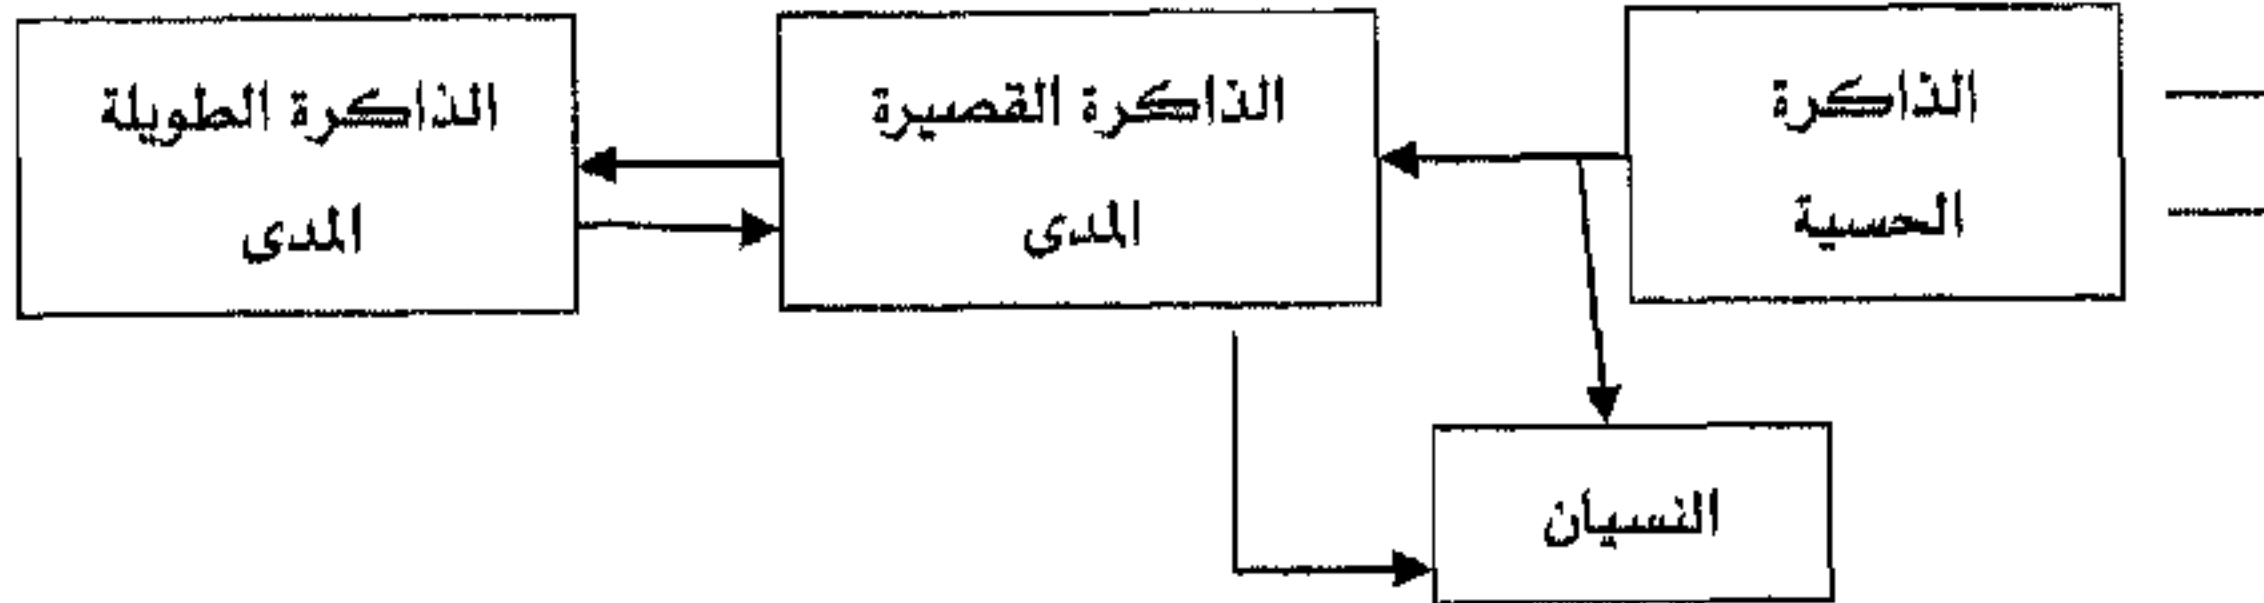 الذاكرة
الحسية
الذاكرة القصيرة
المدى
الذاكرة الطويلة
المدى
النسيان